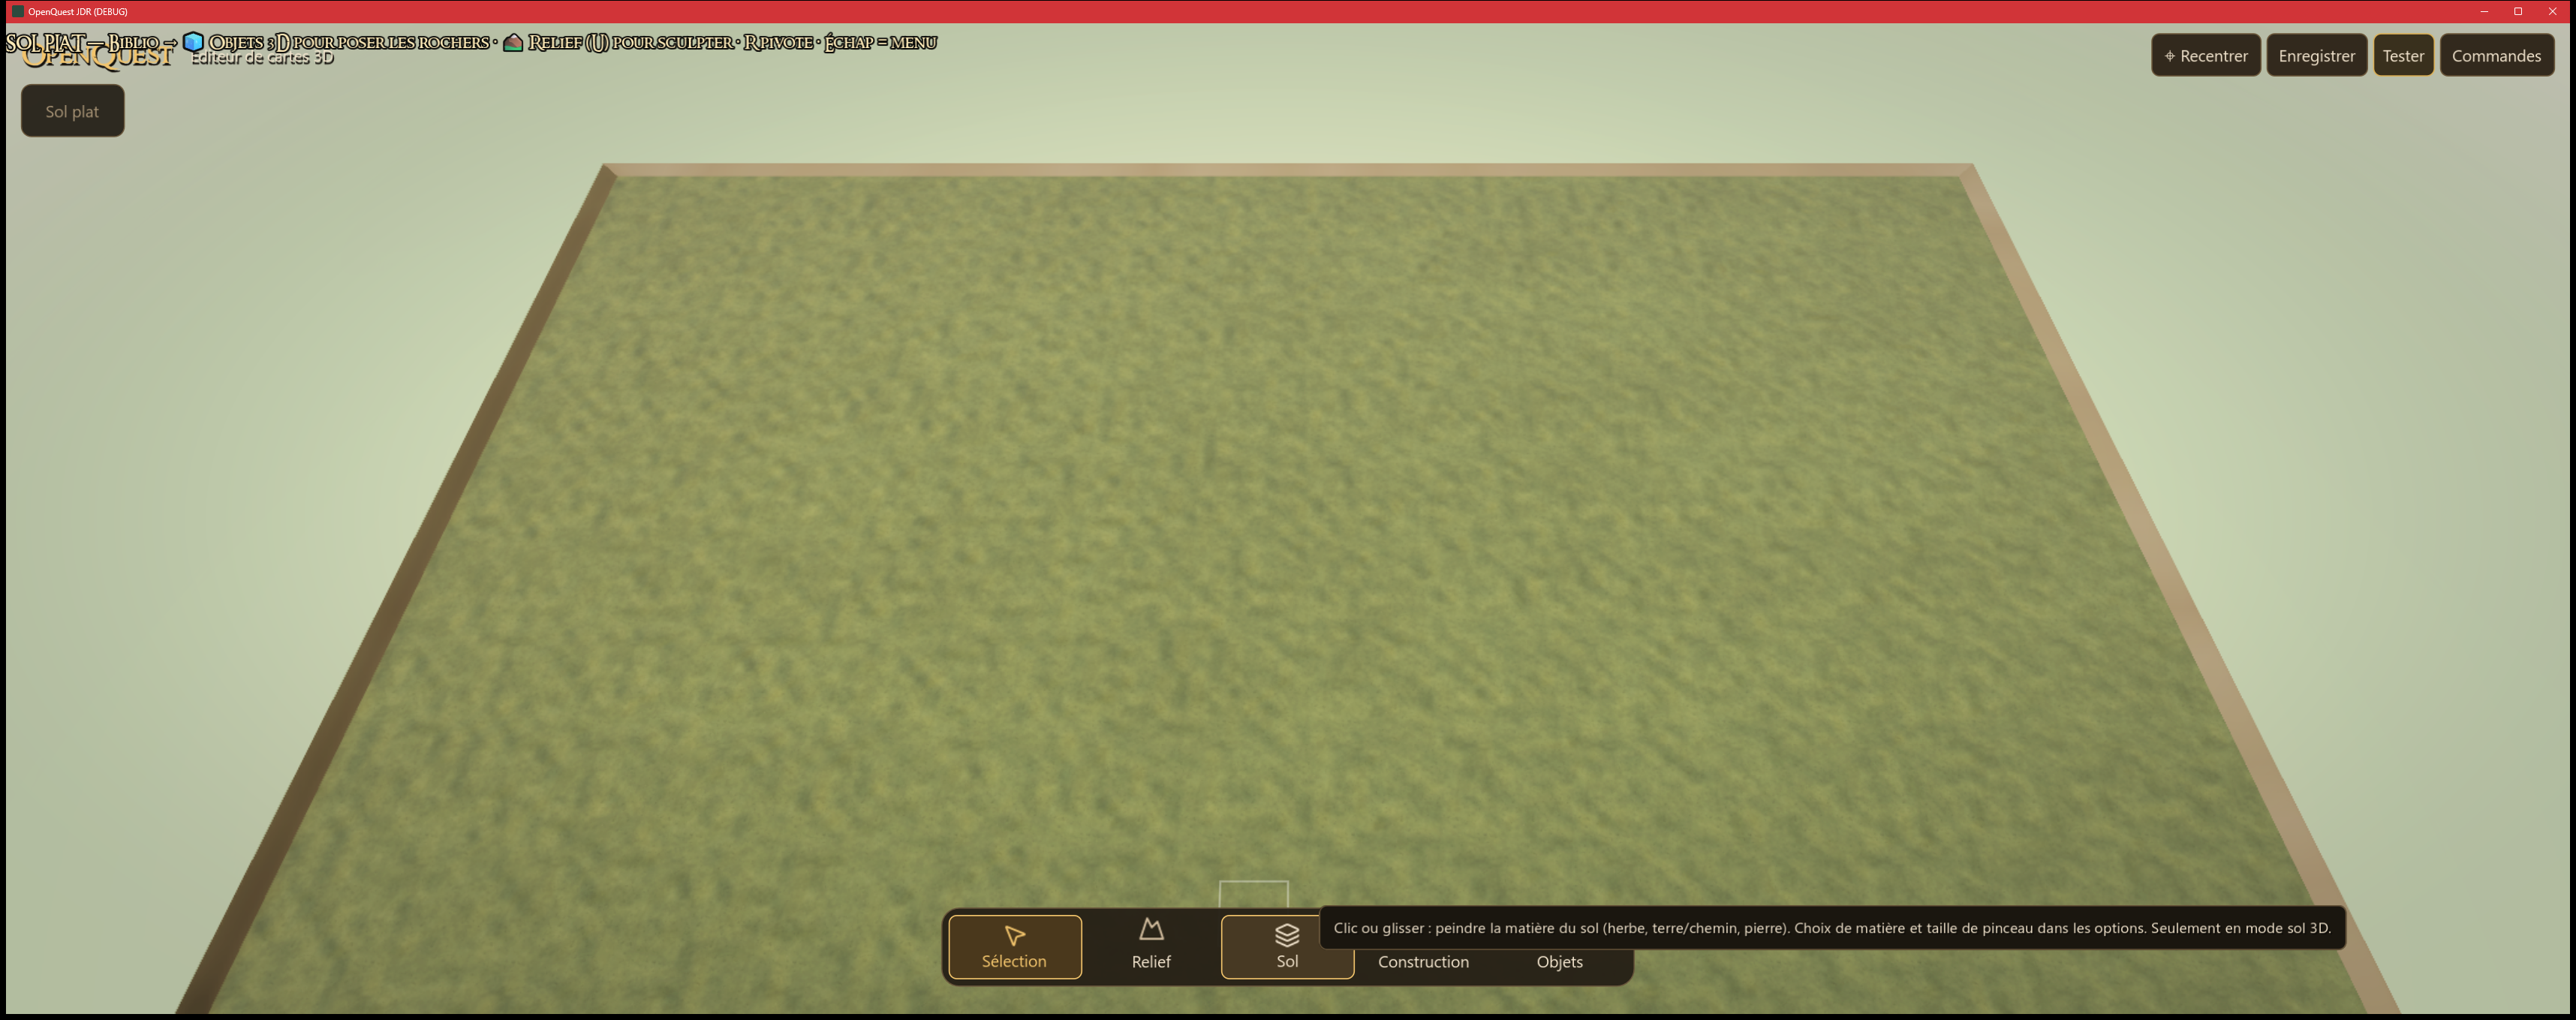 OpenQuest JDR (DEBUG)
Sol plat — Biblio → Objets 3D pour poser les rochers · Relief (U) pour sculpter · R pivote · Échap = menu
OpenQuest Éditeur de cartes 3D
Recentrer
Enregistrer
Tester
Commandes
Sol plat
Clic ou glisser : peindre la matière du sol (herbe, terre/chemin, pierre). Choix de matière et taille de pinceau dans les options. Seulement en mode sol 3D.
Sélection
Relief
Sol
Construction
Objets